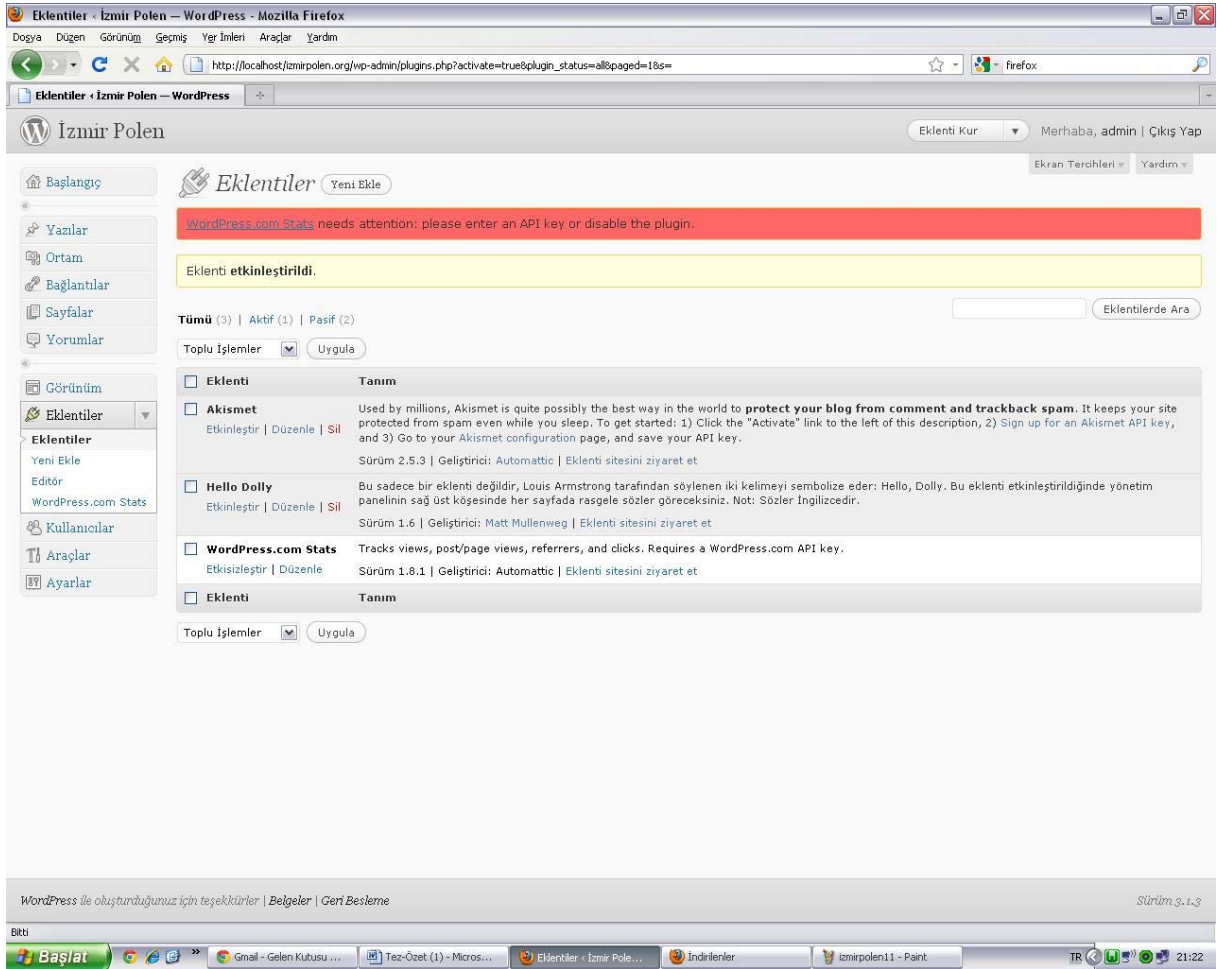 Eklentiler ‹ İzmir Polen — WordPress - Mozilla Firefox
Dosya Düzen Görünüm Geçmiş Yer İmleri Araçlar Yardım
http://localhost/izmirpolen.org/wp-admin/plugins.php?activate=true&plugin_status=all&paged=1&s= firefox
Eklentiler ‹ İzmir Polen — WordPress
İzmir Polen Eklenti Kur Merhaba, admin | Çıkış Yap
Ekran Tercihleri Yardım
Başlangıç
Yazılar
Ortam
Bağlantılar
Sayfalar
Yorumlar
Görünüm
Eklentiler
Eklentiler
Yeni Ekle
Editör
WordPress.com Stats
Kullanıcılar
Araçlar
Ayarlar
Eklentiler Yeni Ekle
WordPress.com Stats needs attention: please enter an API key or disable the plugin.
Eklenti etkinleştirildi.
Tümü (3) | Aktif (1) | Pasif (2)
Eklentilerde Ara
Toplu İşlemler Uygula
Eklenti Tanım
Akismet
Etkinleştir | Düzenle | Sil
Used by millions, Akismet is quite possibly the best way in the world to protect your blog from comment and trackback spam. It keeps your site
protected from spam even while you sleep. To get started: 1) Click the "Activate" link to the left of this description, 2) Sign up for an Akismet API key,
and 3) Go to your Akismet configuration page, and save your API key.
Sürüm 2.5.3 | Geliştirici: Automattic | Eklenti sitesini ziyaret et
Hello Dolly
Etkinleştir | Düzenle | Sil
Bu sadece bir eklenti değildir, Louis Armstrong tarafından söylenen iki kelimeyi sembolize eder: Hello, Dolly. Bu eklenti etkinleştirildiğinde yönetim
panelinin sağ üst köşesinde her sayfada rasgele sözler göreceksiniz. Not: Sözler İngilizcedir.
Sürüm 1.6 | Geliştirici: Matt Mullenweg | Eklenti sitesini ziyaret et
WordPress.com Stats
Etkisizleştir | Düzenle
Tracks views, post/page views, referrers, and clicks. Requires a WordPress.com API key.
Sürüm 1.8.1 | Geliştirici: Automattic | Eklenti sitesini ziyaret et
Eklenti Tanım
Toplu İşlemler Uygula
WordPress ile oluşturduğunuz için teşekkürler | Belgeler | Geri Besleme Sürüm 3.1.3
Bitti
Başlat Gmail - Gelen Kutusu ... Tez-Özet (1) - Micros... Eklentiler ‹ İzmir Pole... İndirilenler izmirpolen11 - Paint TR 21:22